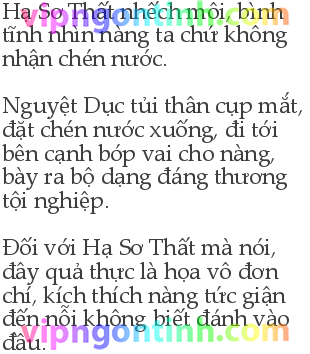 Hạ Sơ Thất nhếch môi, bình
tĩnh nhìn nàng ta chứ không
nhận chén nước.
Nguyệt Dục tủi thân cụp mắt,
đặt chén nước xuống, đi tới
bên cạnh bóp vai cho nàng,
bày ra bộ dạng đáng thương
tội nghiệp.
Đối với Hạ Sơ Thất mà nói,
đây quả thực là họa vô đơn
chí, kích thích nàng tức giận
đến nỗi không biết đánh vào
đâu.
vipngontinh.com
vipngontinh.com